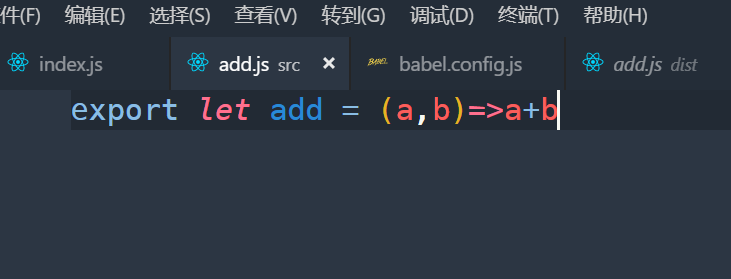 件(F) 编辑(E) 选择(S) 查看(V) 转到(G) 调试(D) 终端(T) 帮助(H)
index.js add.js src × BABEL babel.config.js add.js dist
export let add = (a,b)=>a+b